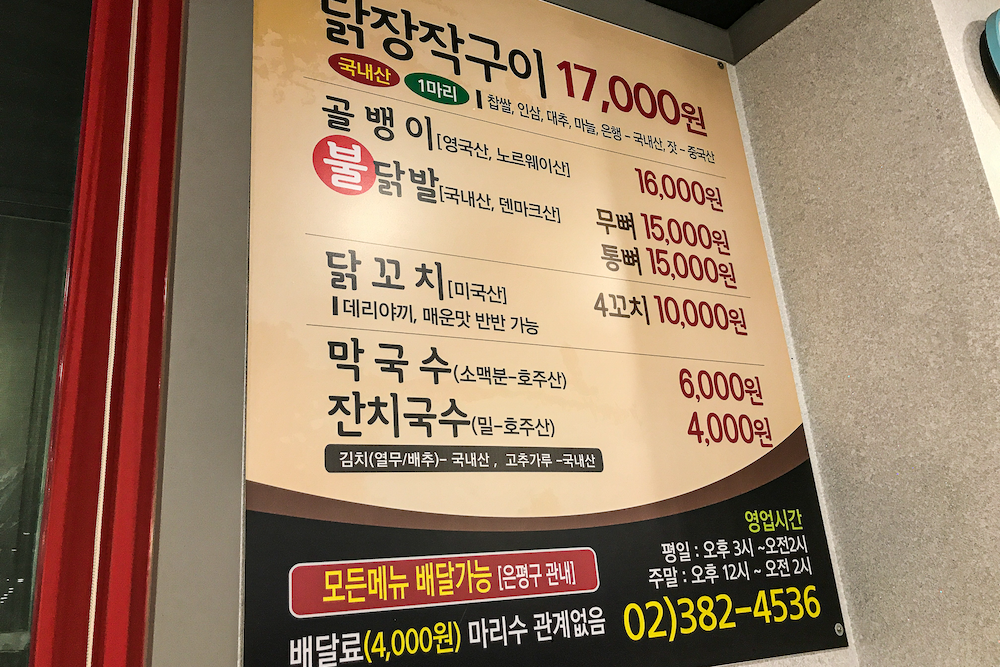 닭장작구이 17,000원
국내산 1마리 찹쌀, 인삼, 대추, 마늘, 은행 - 국내산, 잣 - 중국산
골뱅이[영국산, 노르웨이산] 16,000원
불닭발[국내산, 덴마크산] 무뼈 15,000원
통뼈 15,000원
닭꼬치[미국산] 4꼬치 10,000원
데리야끼, 매운맛 반반 가능
막국수(소맥분-호주산) 6,000원
잔치국수(밀-호주산) 4,000원
김치(열무/배추)- 국내산 , 고추가루 -국내산
영업시간
평일 : 오후 3시 ~오전2시
주말 : 오후 12시 ~ 오전 2시
모든메뉴 배달가능 [은평구 관내]
02)382-4536
배달료(4,000원) 마리수 관계없음